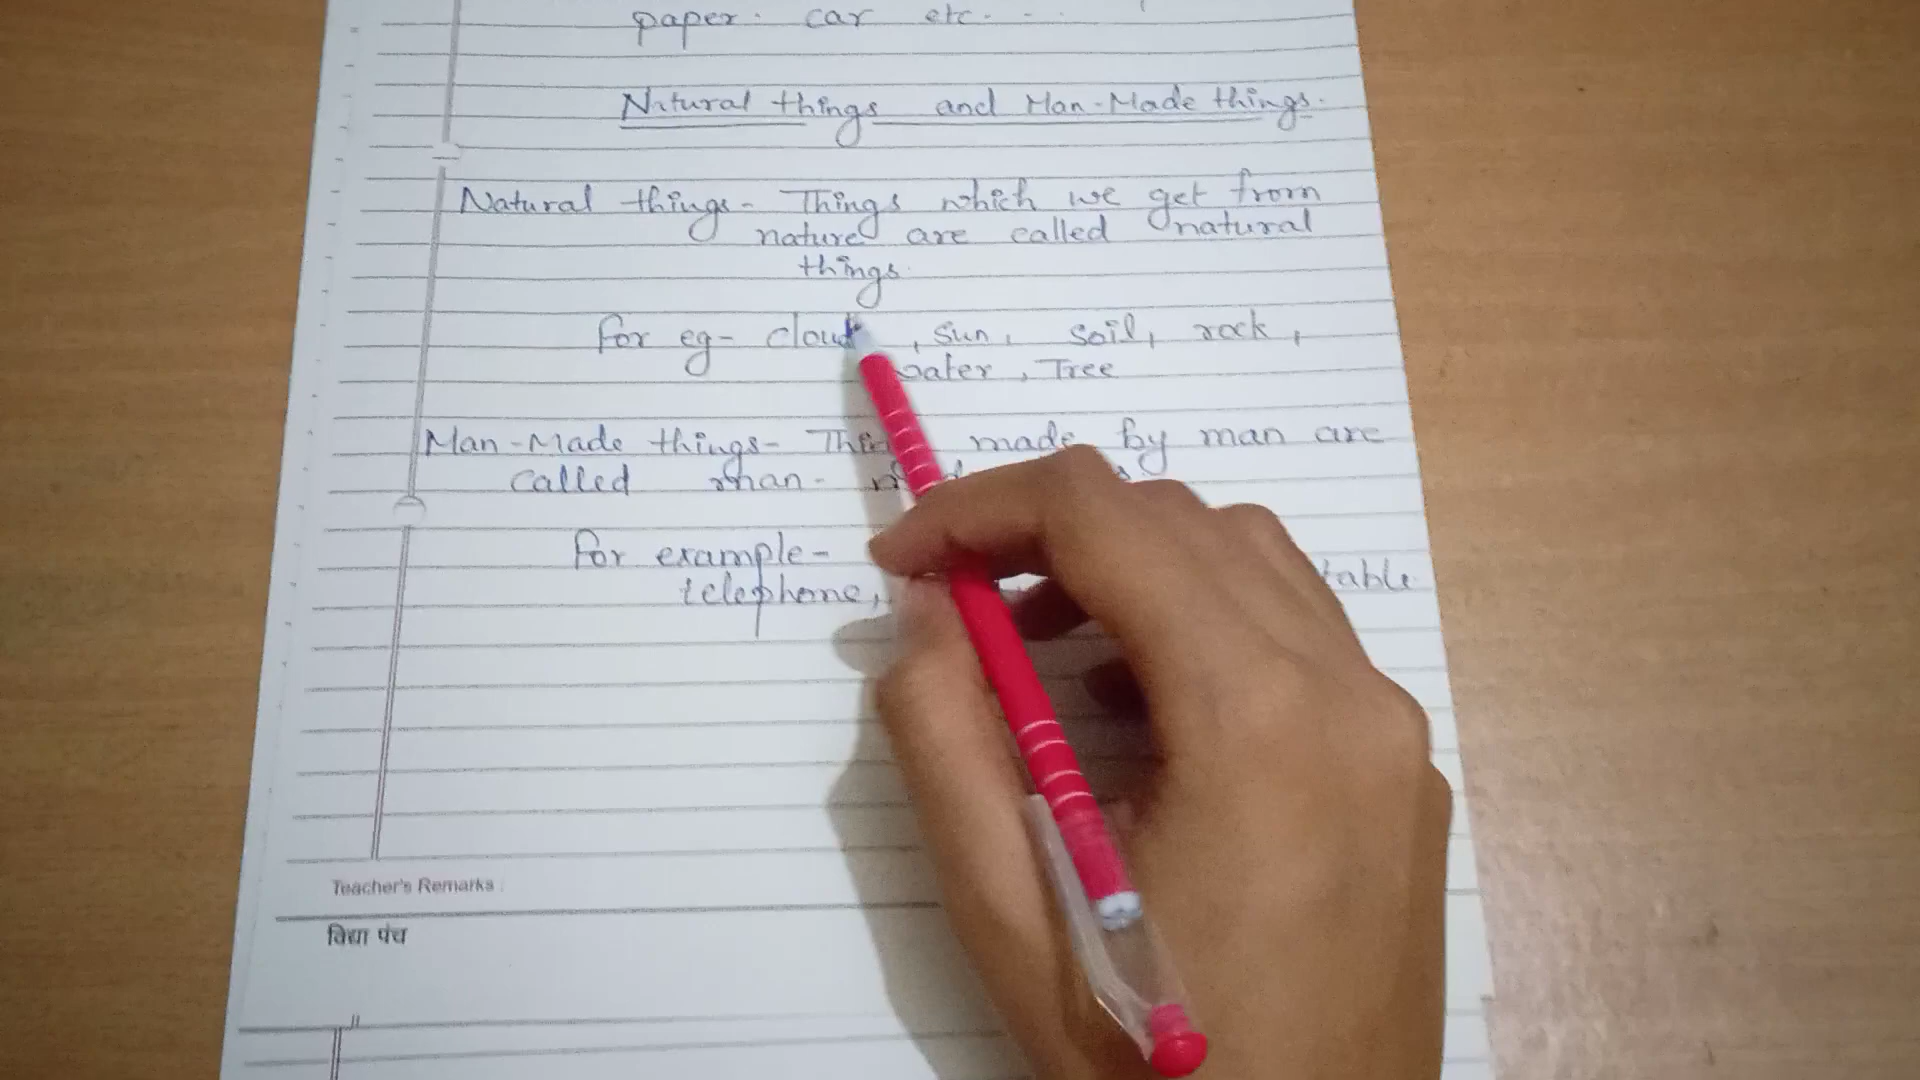 paper. car etc. . .
Natural things and Man-Made things.
Natural things- Things which we get from
nature are called natural
things.
for eg- cloud, sun, soil, rock,
water, Tree
Man-Made things- made by man are
called man-
for example-
telephone, table
Teacher's Remarks
विद्या पंच